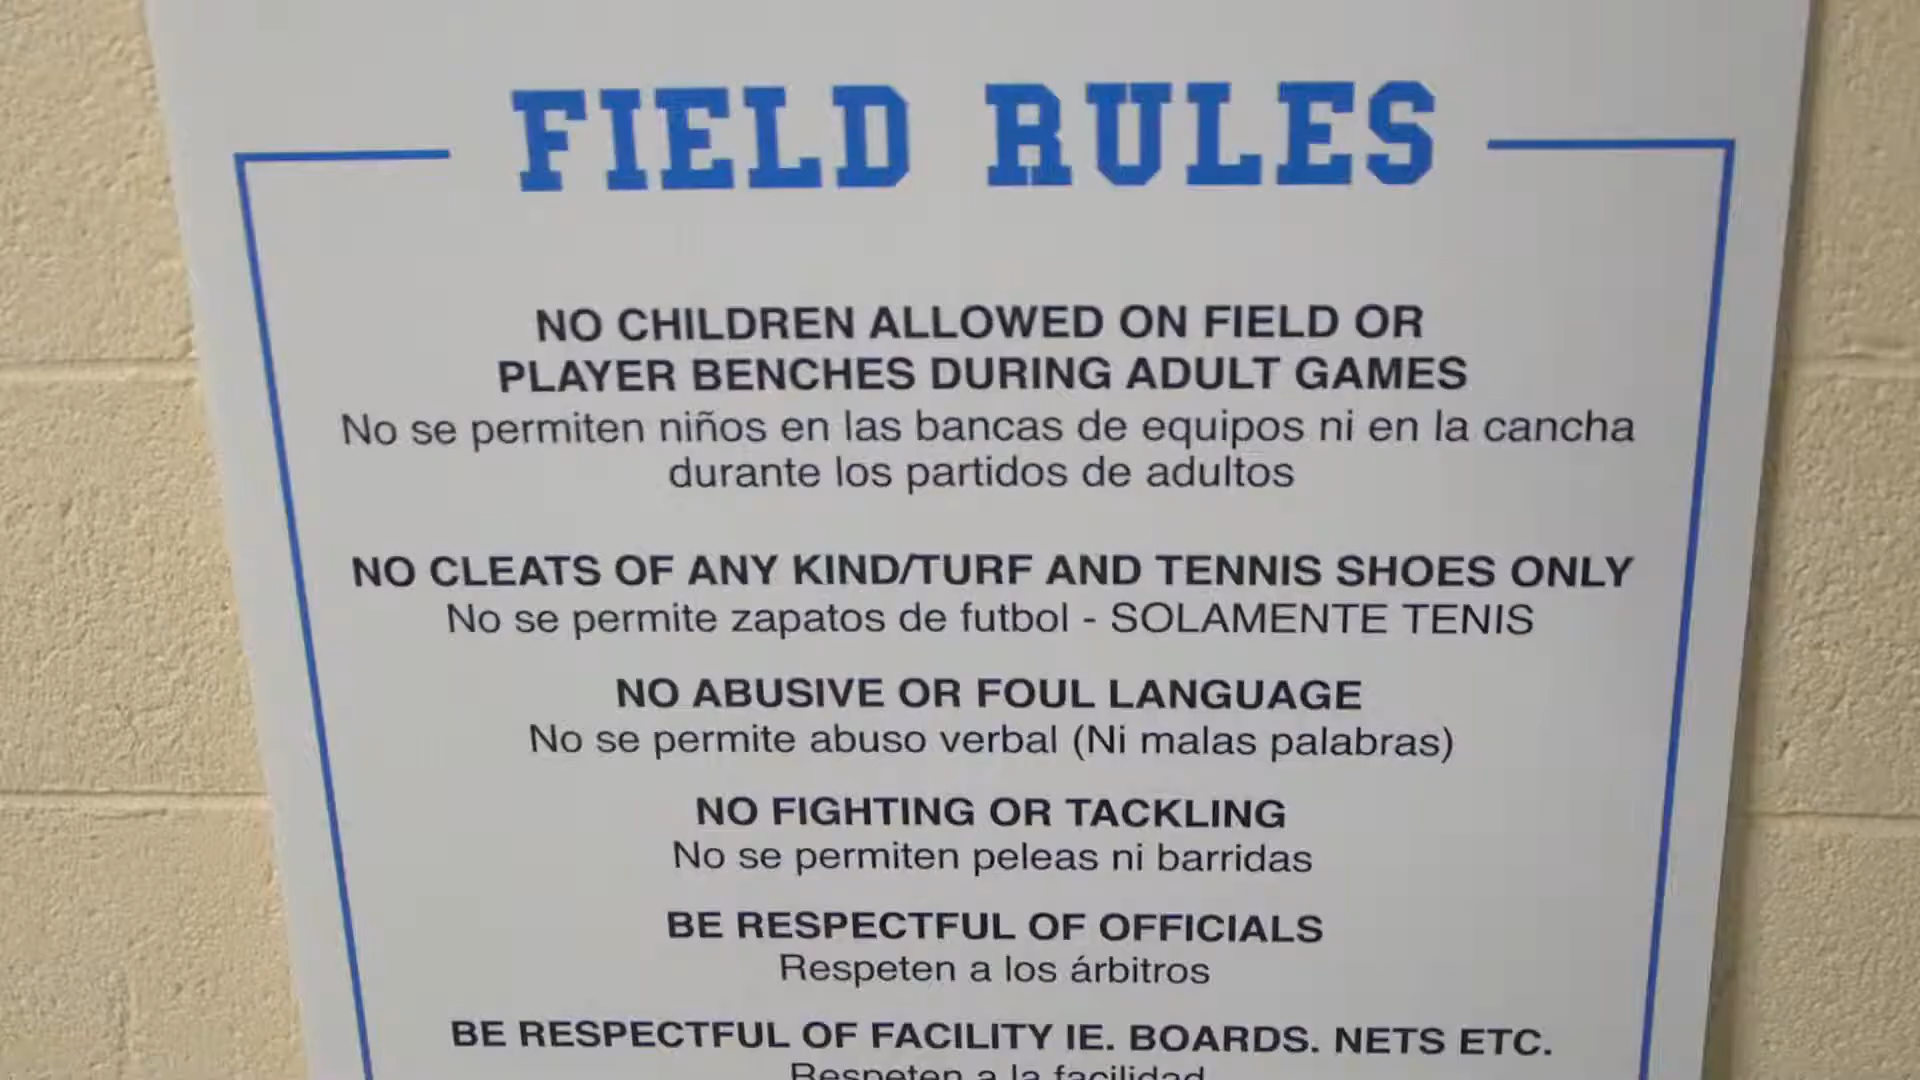 FIELD RULES
NO CHILDREN ALLOWED ON FIELD OR
PLAYER BENCHES DURING ADULT GAMES
No se permiten niños en las bancas de equipos ni en la cancha
durante los partidos de adultos
NO CLEATS OF ANY KIND/TURF AND TENNIS SHOES ONLY
No se permite zapatos de futbol - SOLAMENTE TENIS
NO ABUSIVE OR FOUL LANGUAGE
No se permite abuso verbal (Ni malas palabras)
NO FIGHTING OR TACKLING
No se permiten peleas ni barridas
BE RESPECTFUL OF OFFICIALS
Respeten a los árbitros
BE RESPECTFUL OF FACILITY IE. BOARDS. NETS ETC.
Respeten a la facilidad